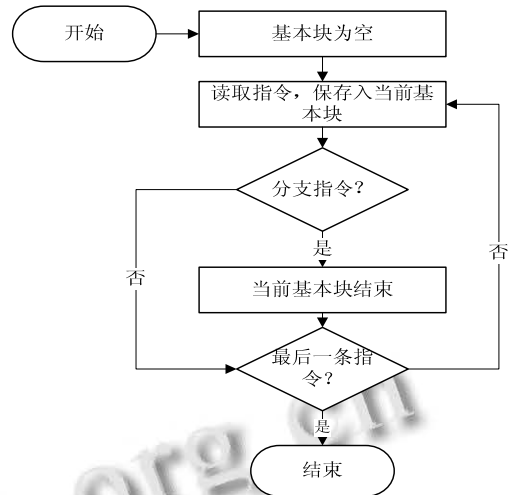 开始
基本块为空
读取指令，保存入当前基
本块
分支指令？
是
否
否
当前基本块结束
最后一条指
令？
是
结束
org cn